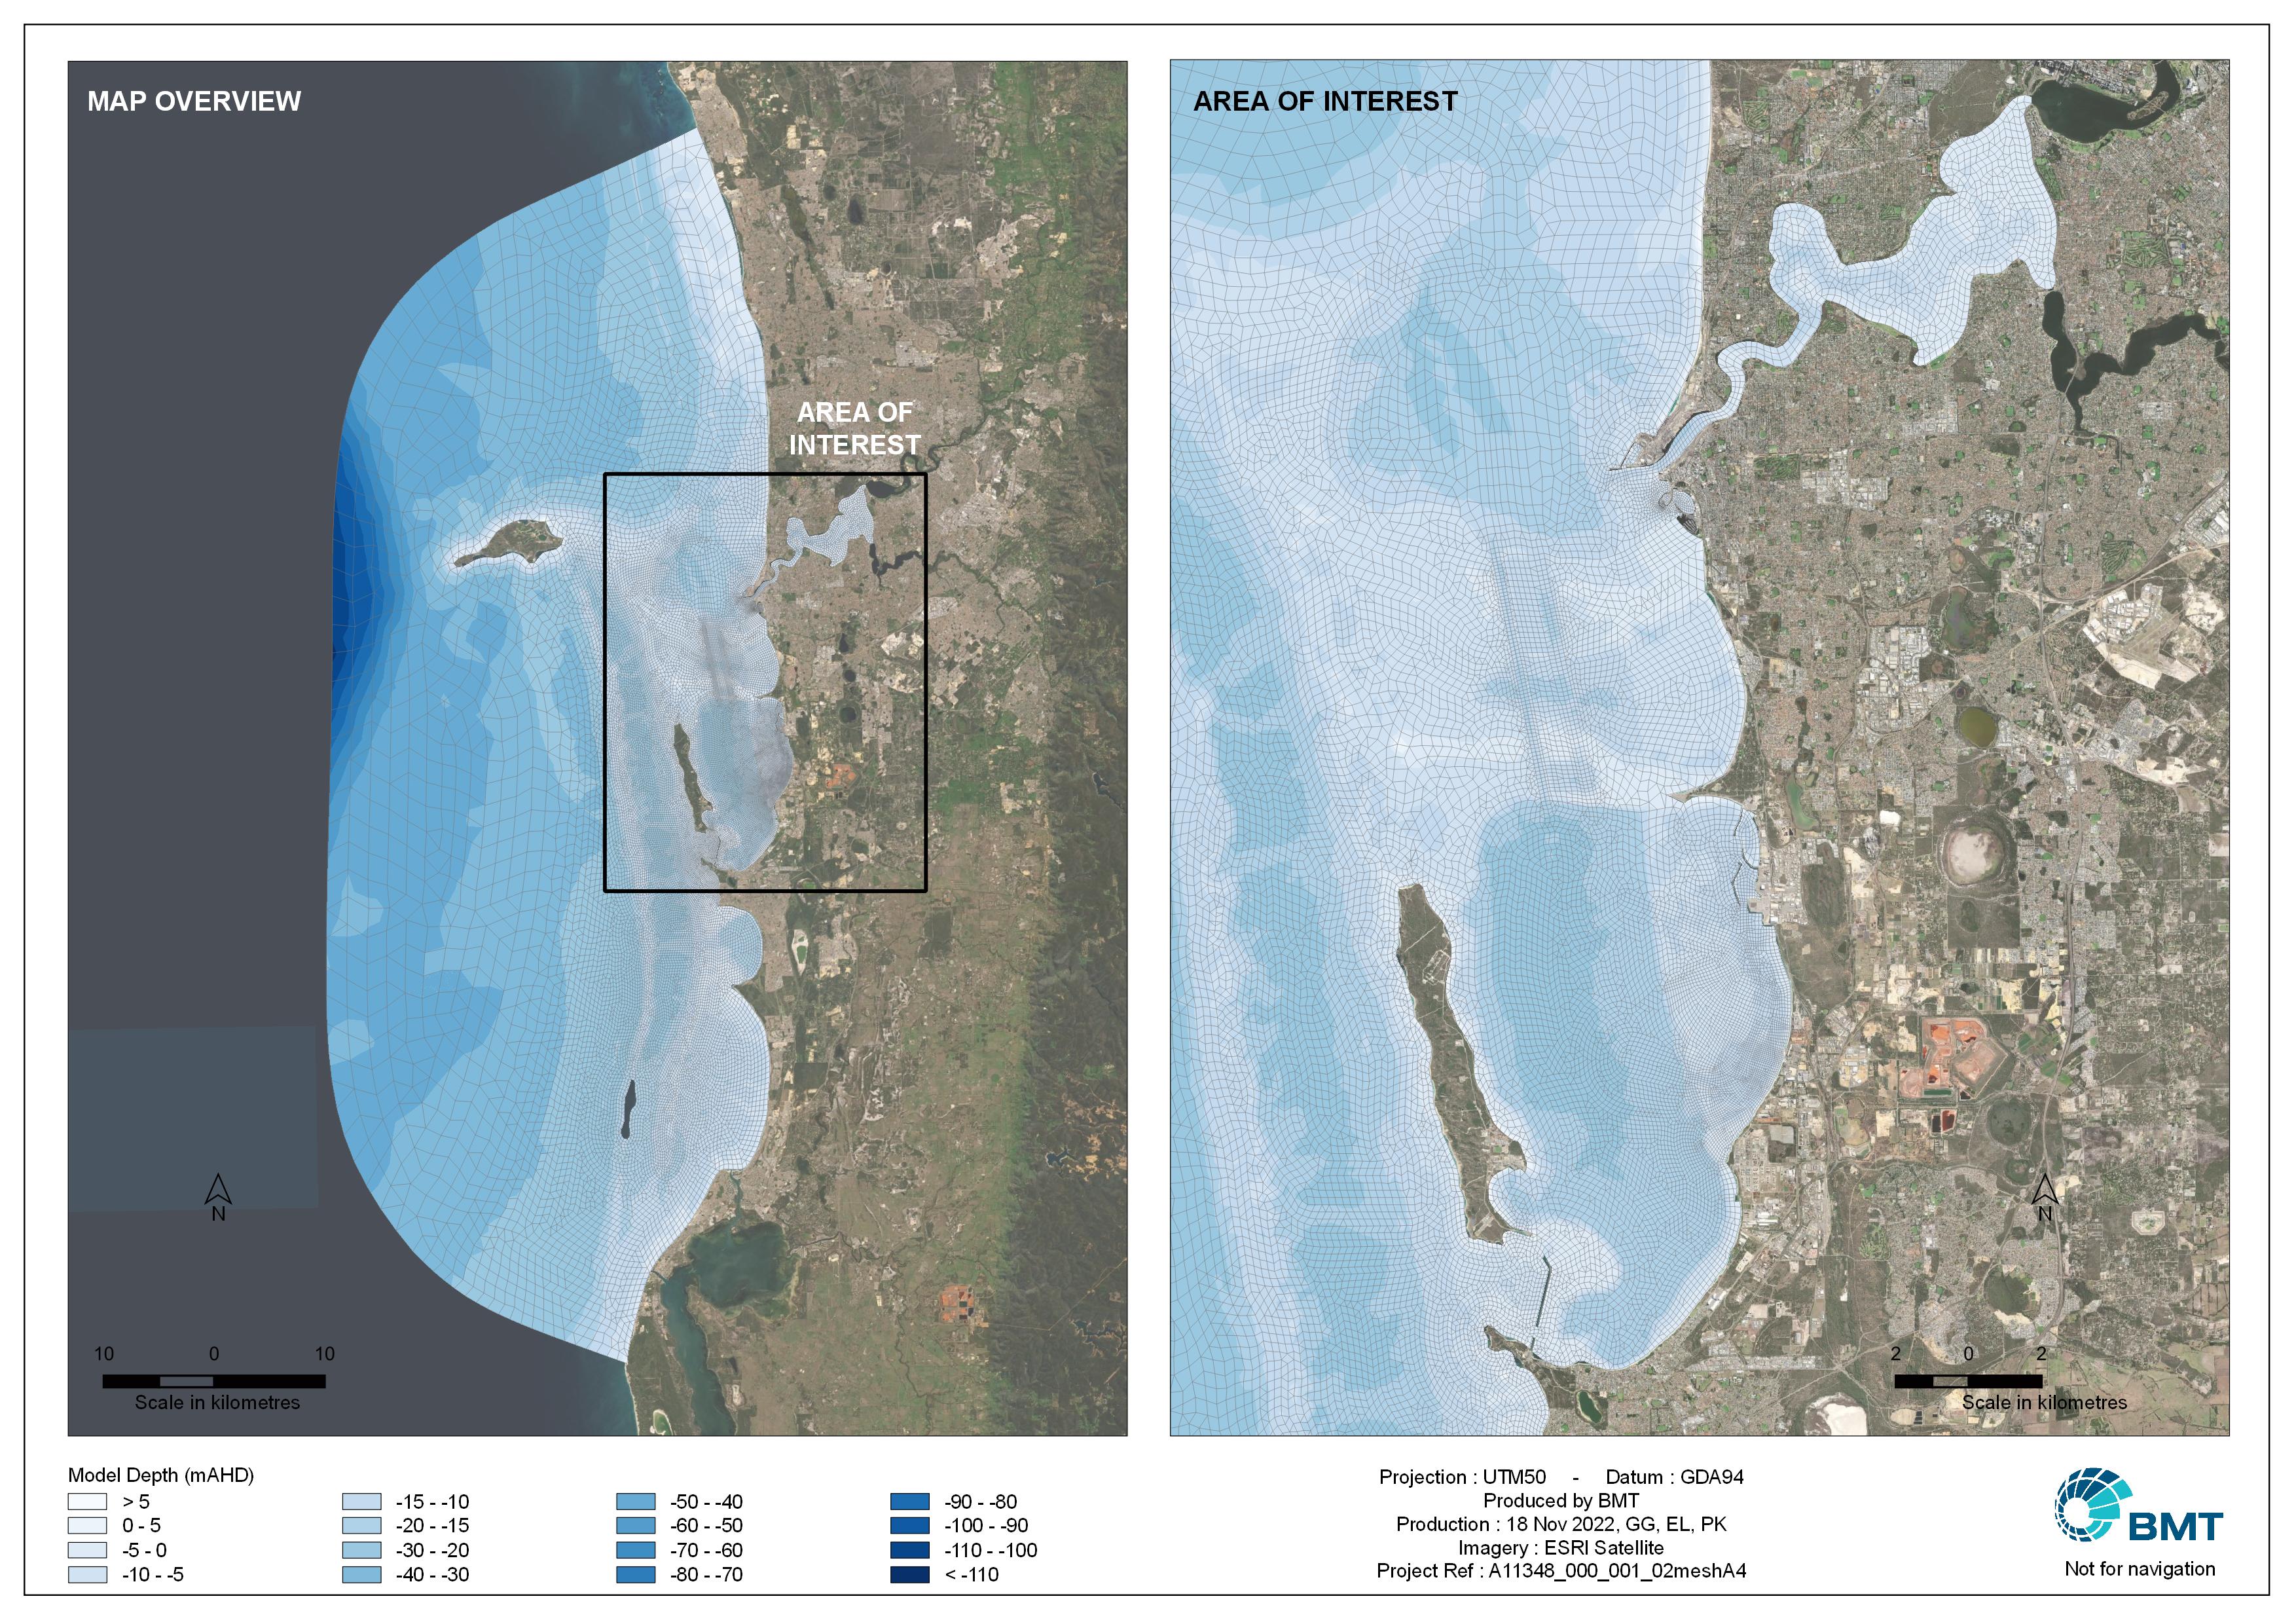 MAP OVERVIEW
AREA OF
INTEREST
N
10 0 10
Scale in kilometres
AREA OF INTEREST
N
2 0 2
Scale in kilometres
Model Depth (mAHD)
> 5
0 - 5
-5 - 0
-10 - -5
-15 - -10
-20 - -15
-30 - -20
-40 - -30
-50 - -40
-60 - -50
-70 - -60
-80 - -70
-90 - -80
-100 - -90
-110 - -100
< -110
Projection : UTM50 - Datum : GDA94
Produced by BMT
Production : 18 Nov 2022, GG, EL, PK
Imagery : ESRI Satellite
Project Ref : A11348_000_001_02meshA4
BMT
Not for navigation